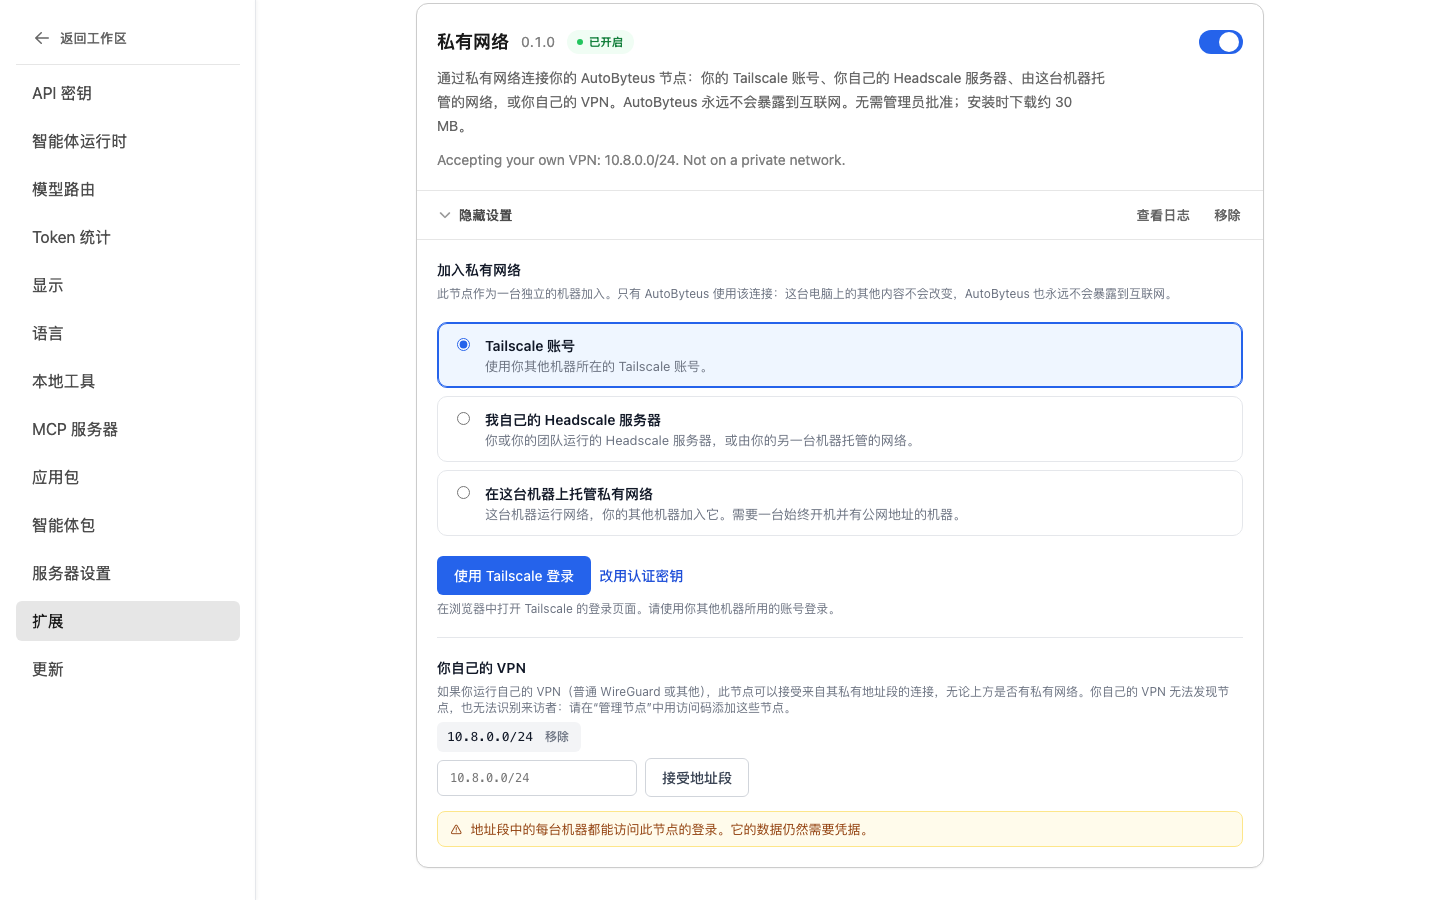 返回工作区
API 密钥
智能体运行时
模型路由
Token 统计
显示
语言
本地工具
MCP 服务器
应用包
智能体包
服务器设置
扩展
更新
私有网络 0.1.0 已开启
通过私有网络连接你的 AutoByteus 节点：你的 Tailscale 账号、你自己的 Headscale 服务器、由这台机器托
管的网络，或你自己的 VPN。AutoByteus 永远不会暴露到互联网。无需管理员批准；安装时下载约 30
MB。
Accepting your own VPN: 10.8.0.0/24. Not on a private network.
隐藏设置 查看日志 移除
加入私有网络
此节点作为一台独立的机器加入。只有 AutoByteus 使用该连接：这台电脑上的其他内容不会改变，AutoByteus 也永远不会暴露到互联网。
Tailscale 账号
使用你其他机器所在的 Tailscale 账号。
我自己的 Headscale 服务器
你或你的团队运行的 Headscale 服务器，或由你的另一台机器托管的网络。
在这台机器上托管私有网络
这台机器运行网络，你的其他机器加入它。需要一台始终开机并有公网地址的机器。
使用 Tailscale 登录 改用认证密钥
在浏览器中打开 Tailscale 的登录页面。请使用你其他机器所用的账号登录。
你自己的 VPN
如果你运行自己的 VPN（普通 WireGuard 或其他），此节点可以接受来自其私有地址段的连接，无论上方是否有私有网络。你自己的 VPN 无法发现节
点，也无法识别来访者：请在“管理节点”中用访问码添加这些节点。
10.8.0.0/24 移除
10.8.0.0/24 接受地址段
地址段中的每台机器都能访问此节点的登录。它的数据仍然需要凭据。